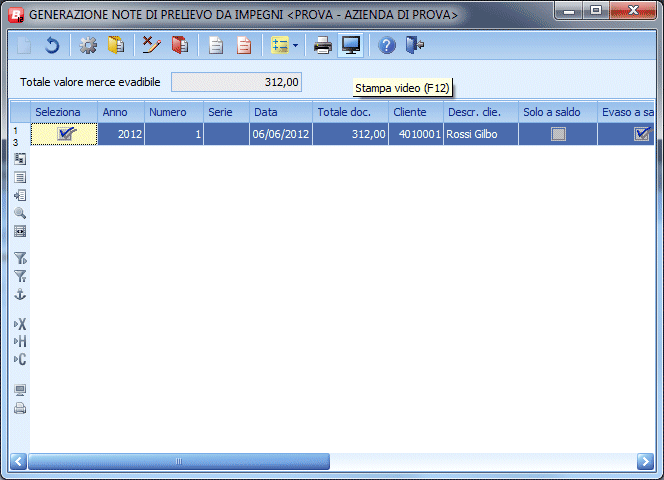 GENERAZIONE NOTE DI PRELIEVO DA IMPEGNI <PROVA - AZIENDA DI PROVA>
Totale valore merce evadibile 312,00
Stampa video (F12)
Seleziona Anno Numero Serie Data Totale doc. Cliente Descr. clie. Solo a saldo Evaso a sa
1 2012 1 06/06/2012 312,00 4010001 Rossi Gilbo
3
X
H
C